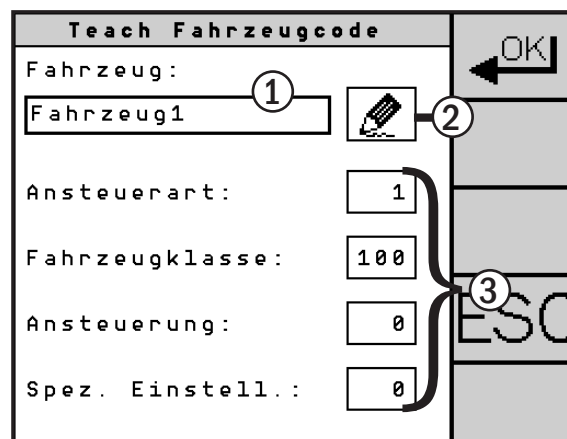 Teach Fahrzeugcode
OK
Fahrzeug:
1
Fahrzeug1
2
Ansteuerart: 1
Fahrzeugklasse: 100
3
ESC
Ansteuerung: 0
Spez. Einstell.: 0